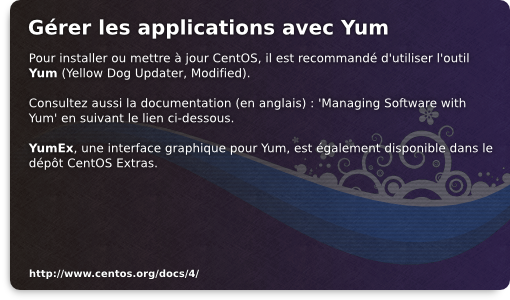 Gérer les applications avec Yum
Pour installer ou mettre à jour CentOS, il est recommandé d'utiliser l'outil
Yum (Yellow Dog Updater, Modified).
Consultez aussi la documentation (en anglais) : 'Managing Software with
Yum' en suivant le lien ci-dessous.
YumEx, une interface graphique pour Yum, est également disponible dans le
dépôt CentOS Extras.
http://www.centos.org/docs/4/